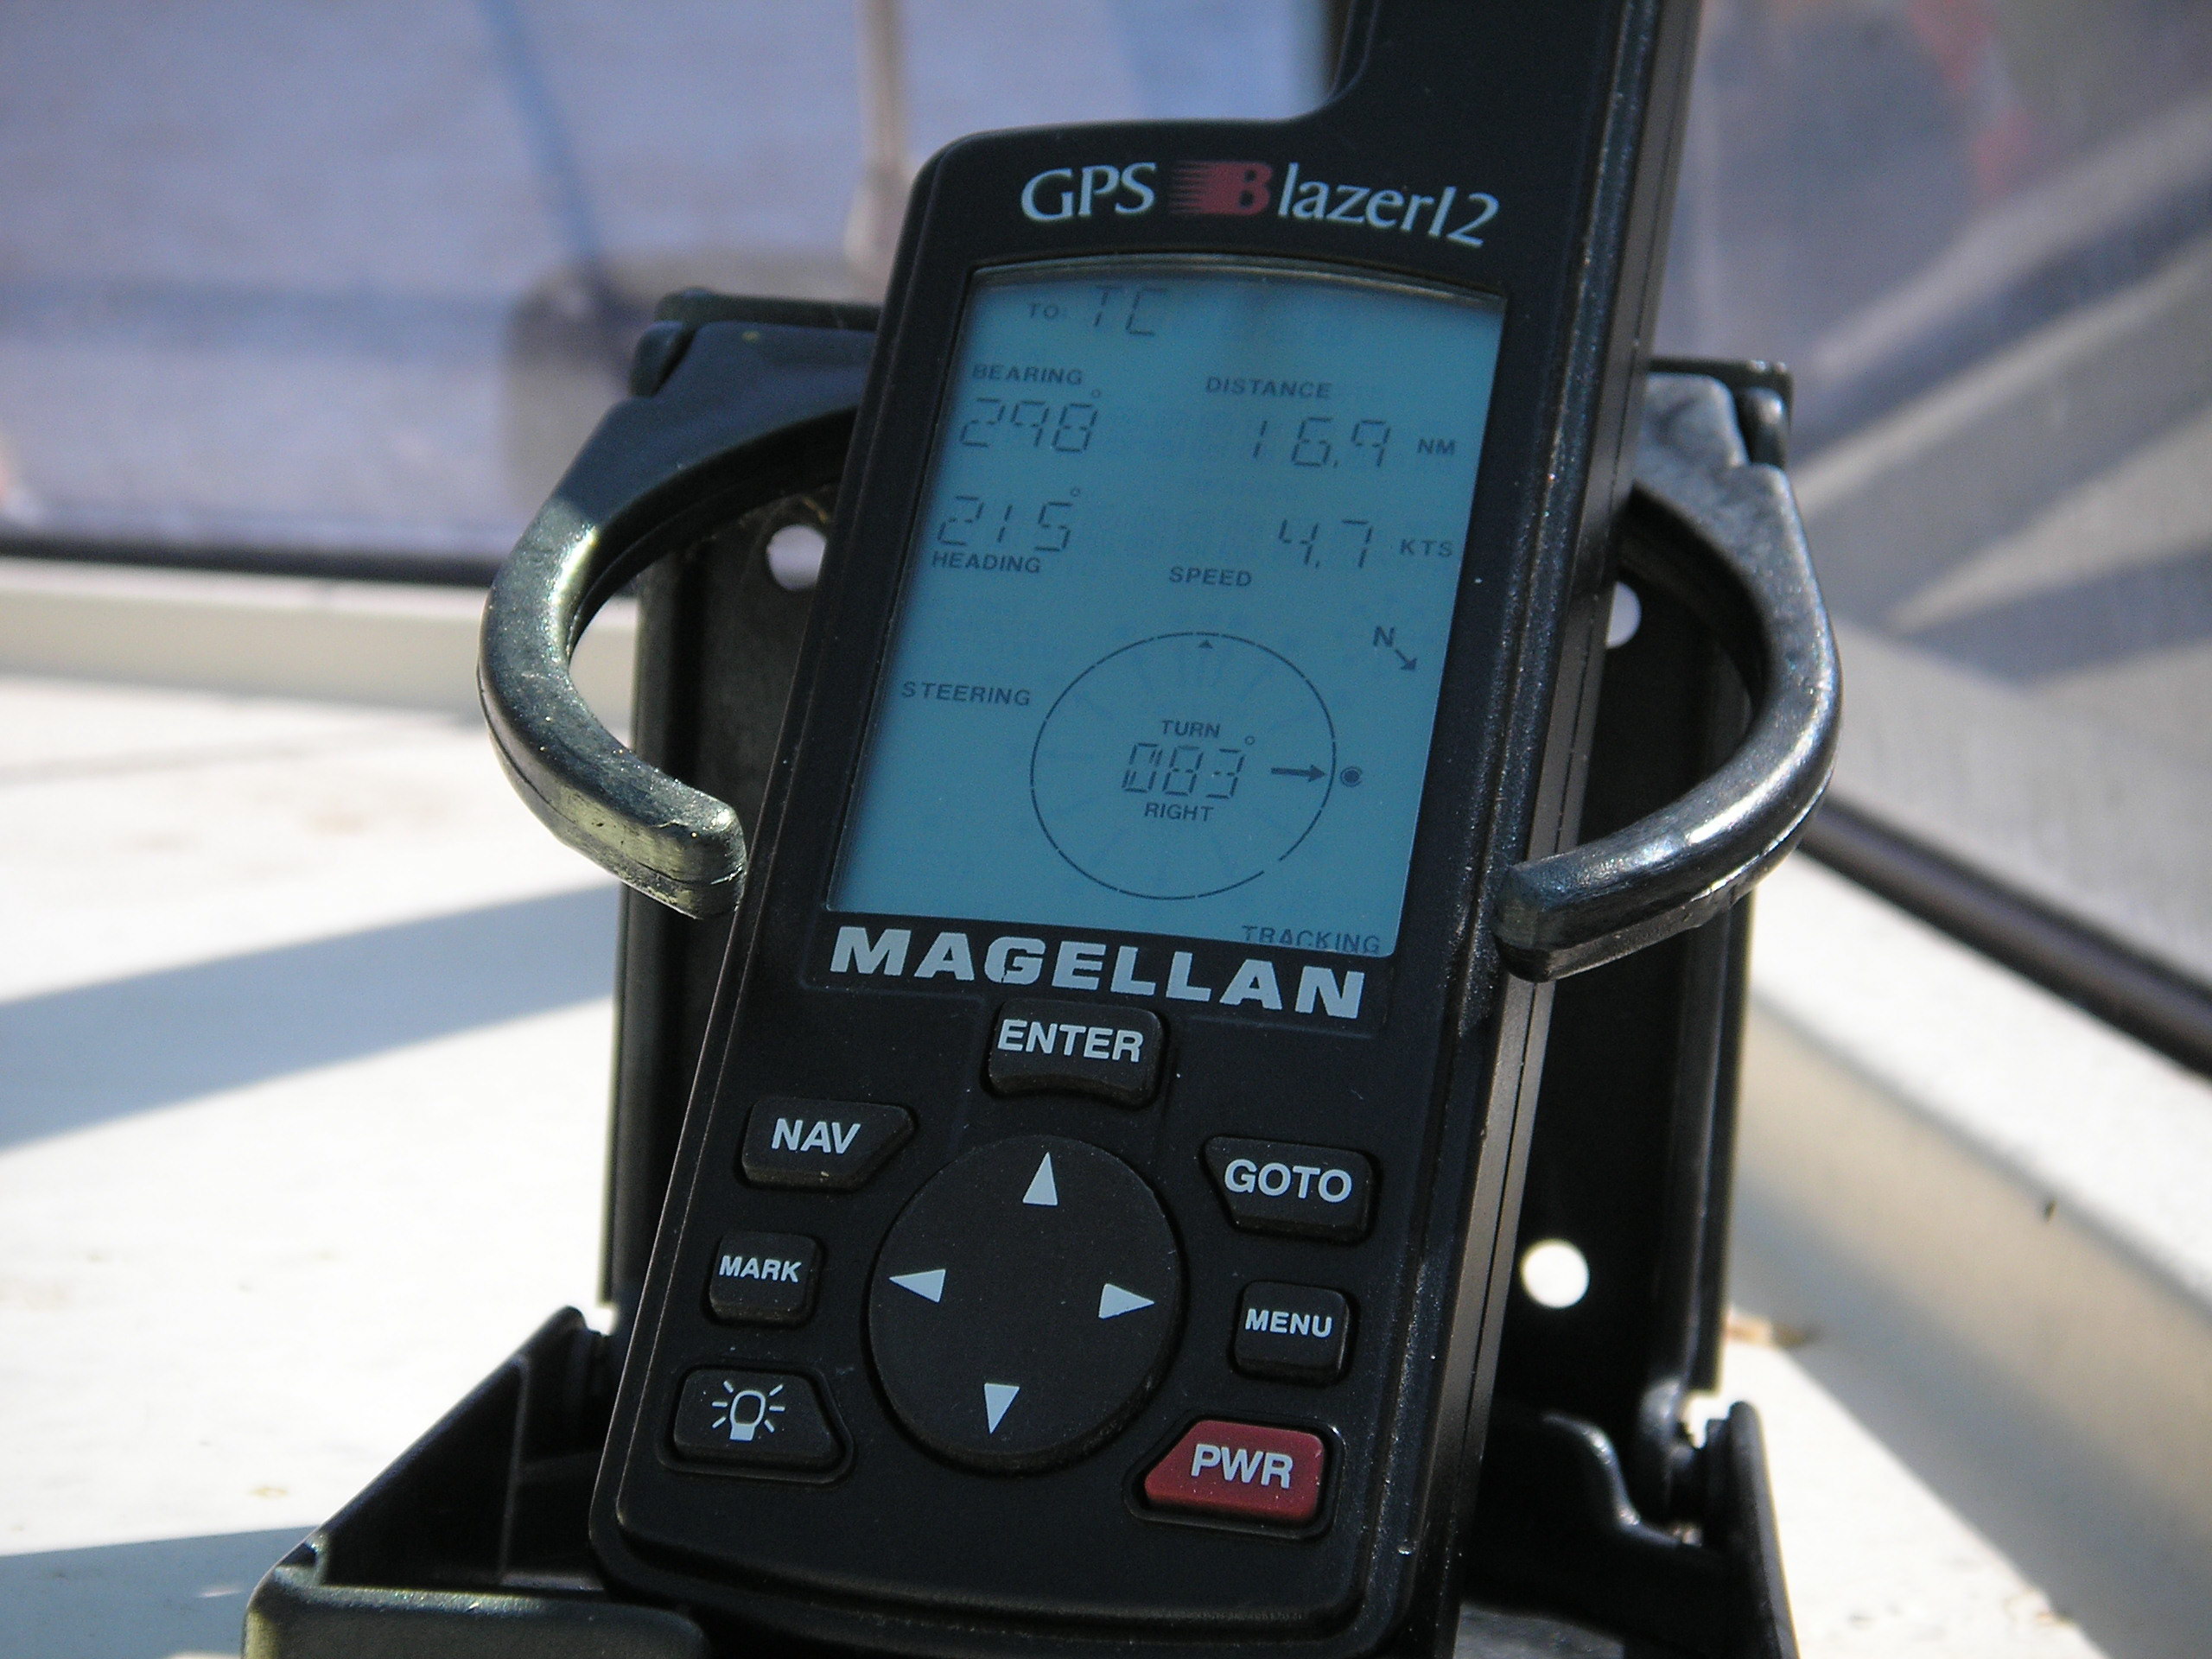 GPS Blazer12
TO: TC
BEARING DISTANCE
298° 16.9 NM
215° 4.7 KTS
HEADING SPEED
N
STEERING
TURN
083°
RIGHT
TRACKING
MAGELLAN
ENTER
NAV
GOTO
MARK
MENU
PWR